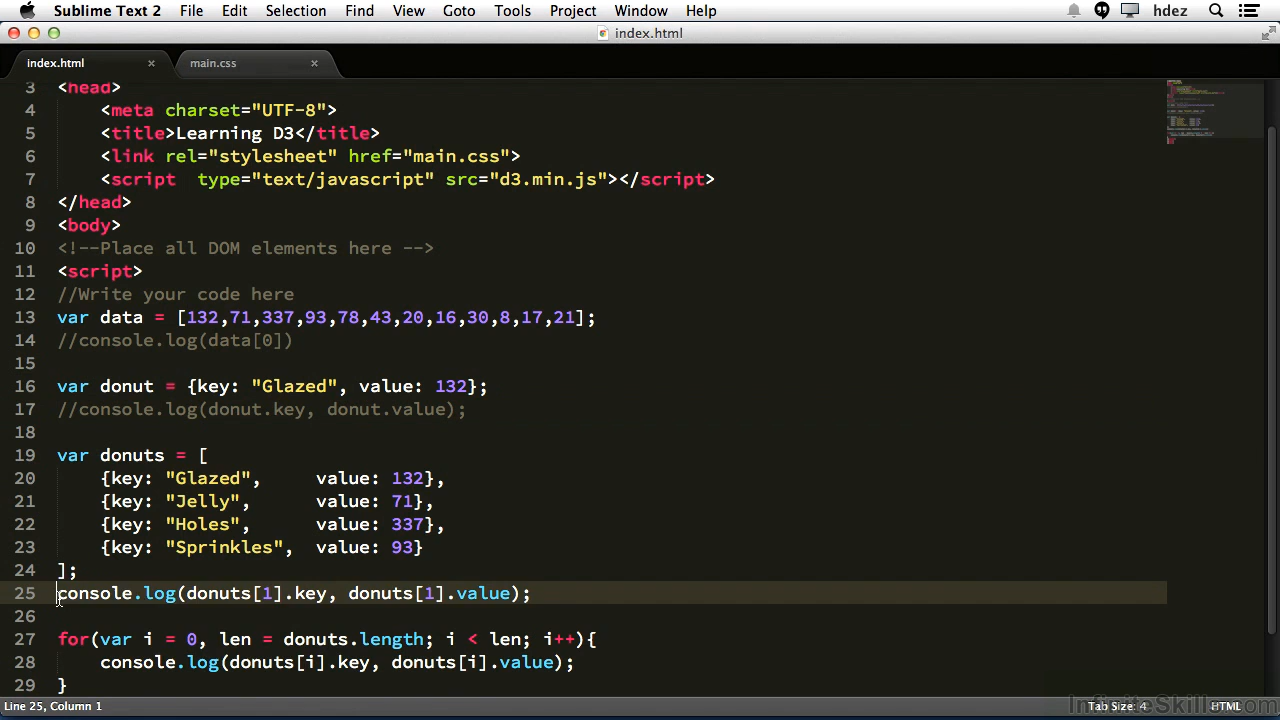 Sublime Text 2 File Edit Selection Find View Goto Tools Project Window Help hdez
index.html
index.html × main.css ×
3 <head>
4 <meta charset="UTF-8">
5 <title>Learning D3</title>
6 <link rel="stylesheet" href="main.css">
7 <script type="text/javascript" src="d3.min.js"></script>
8 </head>
9 <body>
10 <!--Place all DOM elements here -->
11 <script>
12 //Write your code here
13 var data = [132,71,337,93,78,43,20,16,30,8,17,21];
14 //console.log(data[0])
15
16 var donut = {key: "Glazed", value: 132};
17 //console.log(donut.key, donut.value);
18
19 var donuts = [
20 {key: "Glazed", value: 132},
21 {key: "Jelly", value: 71},
22 {key: "Holes", value: 337},
23 {key: "Sprinkles", value: 93}
24 ];
25 console.log(donuts[1].key, donuts[1].value);
26
27 for(var i = 0, len = donuts.length; i < len; i++){
28 console.log(donuts[i].key, donuts[i].value);
29 }
InfiniteSkills.com
Line 25, Column 1 Tab Size: 4 HTML